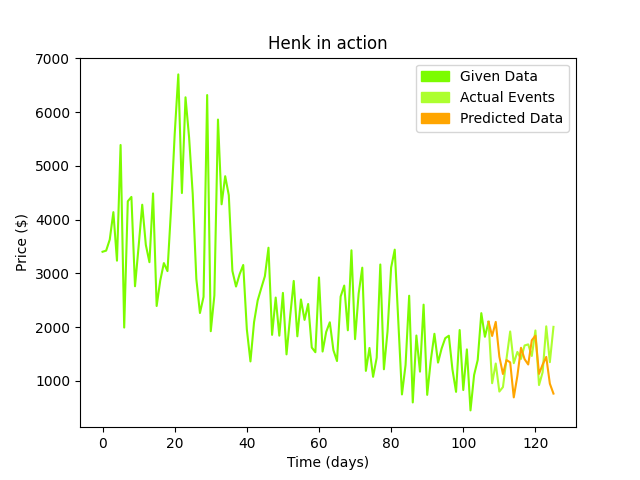 Henk in action
Given Data
Actual Events
Predicted Data
Price ($)
7000
6000
5000
4000
3000
2000
1000
0 20 40 60 80 100 120
Time (days)